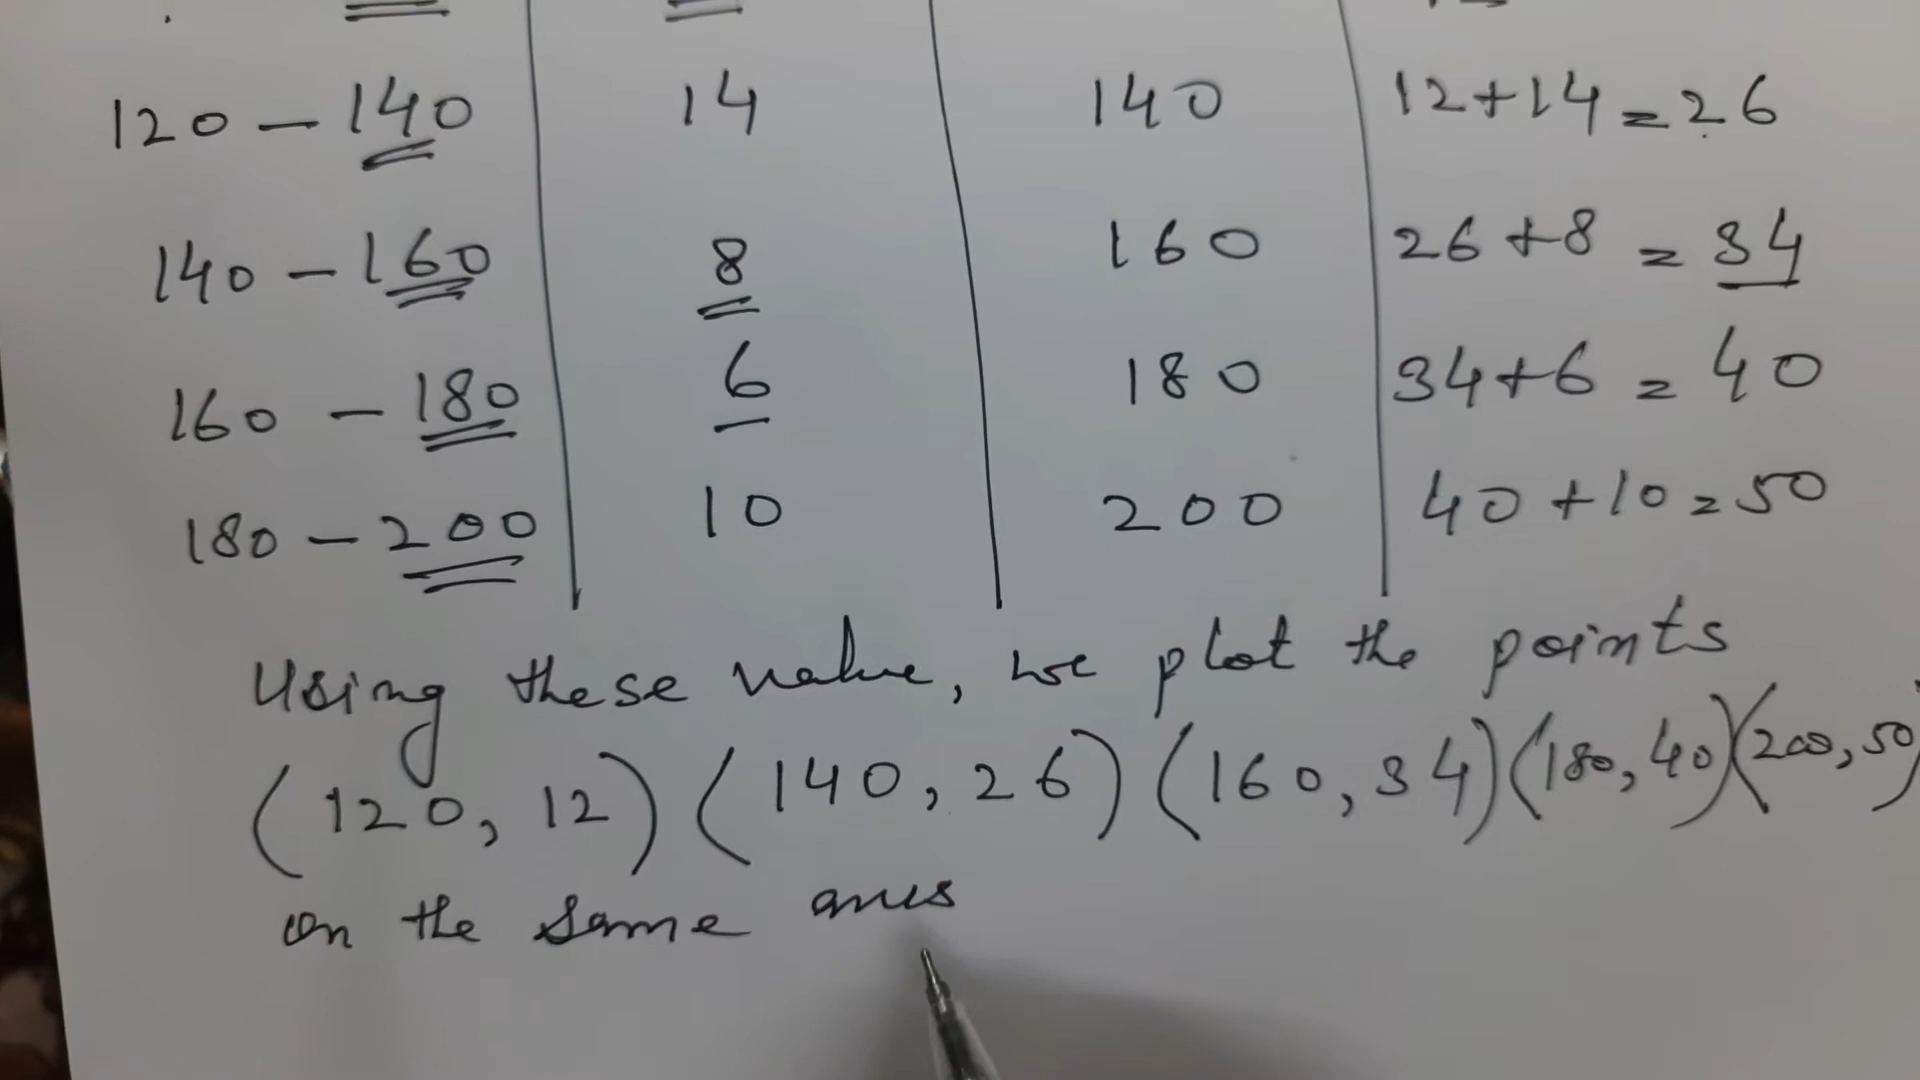 120 – 140 14 140 12+14 = 26
140 – 160 8 160 26+8 = 34
160 – 180 6 180 34+6 = 40
180 – 200 10 200 40+10 = 50
Using these value, we plot the points
(120, 12) (140, 26) (160, 34) (180, 40) (200, 50)
on the same axis